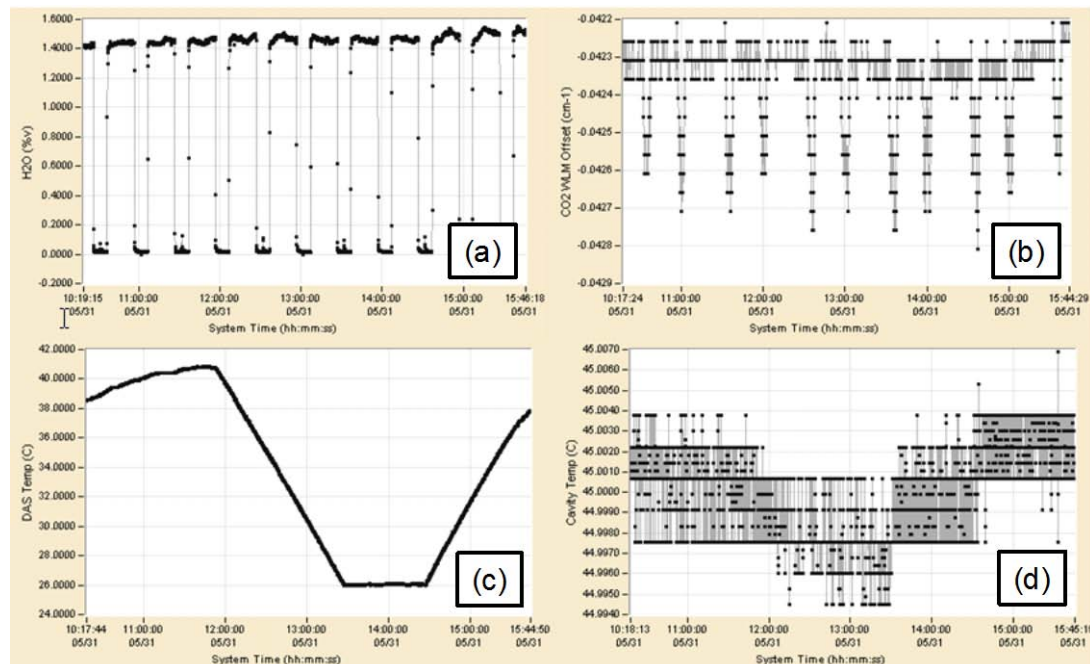 1.6000
1.4000
1.2000
1.0000
0.8000
0.6000
0.4000
0.2000
0.0000
-0.2000
H2O (%v)
(a)
10:19:15 11:00:00 12:00:00 13:00:00 14:00:00 15:00:00 15:46:18
05/31 05/31 05/31 05/31 05/31 05/31 05/31
System Time (hh:mm:ss)
-0.0422
-0.0423
-0.0424
-0.0425
-0.0426
-0.0427
-0.0428
-0.0429
CO2 WLM Offset (cm-1)
(b)
10:17:24 11:00:00 12:00:00 13:00:00 14:00:00 15:00:00 15:44:29
05/31 05/31 05/31 05/31 05/31 05/31 05/31
System Time (hh:mm:ss)
42.0000
40.0000
38.0000
36.0000
34.0000
32.0000
30.0000
28.0000
26.0000
24.0000
DAS Temp (C)
(c)
10:17:44 11:00:00 12:00:00 13:00:00 14:00:00 15:00:00 15:44:50
05/31 05/31 05/31 05/31 05/31 05/31 05/31
System Time (hh:mm:ss)
45.0070
45.0060
45.0050
45.0040
45.0030
45.0020
45.0010
45.0000
44.9990
44.9980
44.9970
44.9960
44.9950
44.9940
Cavity Temp (C)
(d)
10:18:13 11:00:00 12:00:00 13:00:00 14:00:00 15:00:00
05/31 05/31 05/31 05/31 05/31 05/31 05/31
System Time (hh:mm:ss)